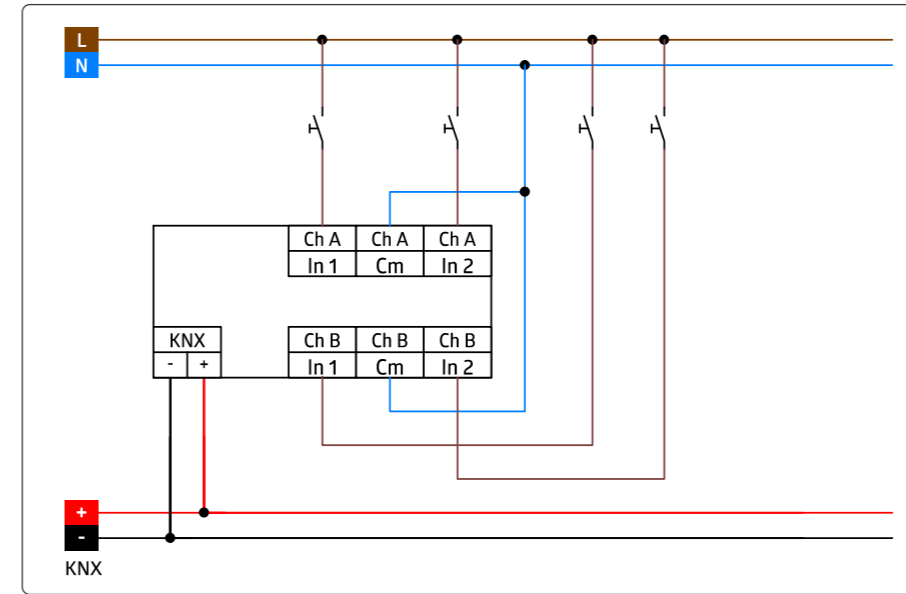 L
N
Ch A Ch A Ch A
In 1 Cm In 2
KNX Ch B Ch B Ch B
- + In 1 Cm In 2
+
-
KNX